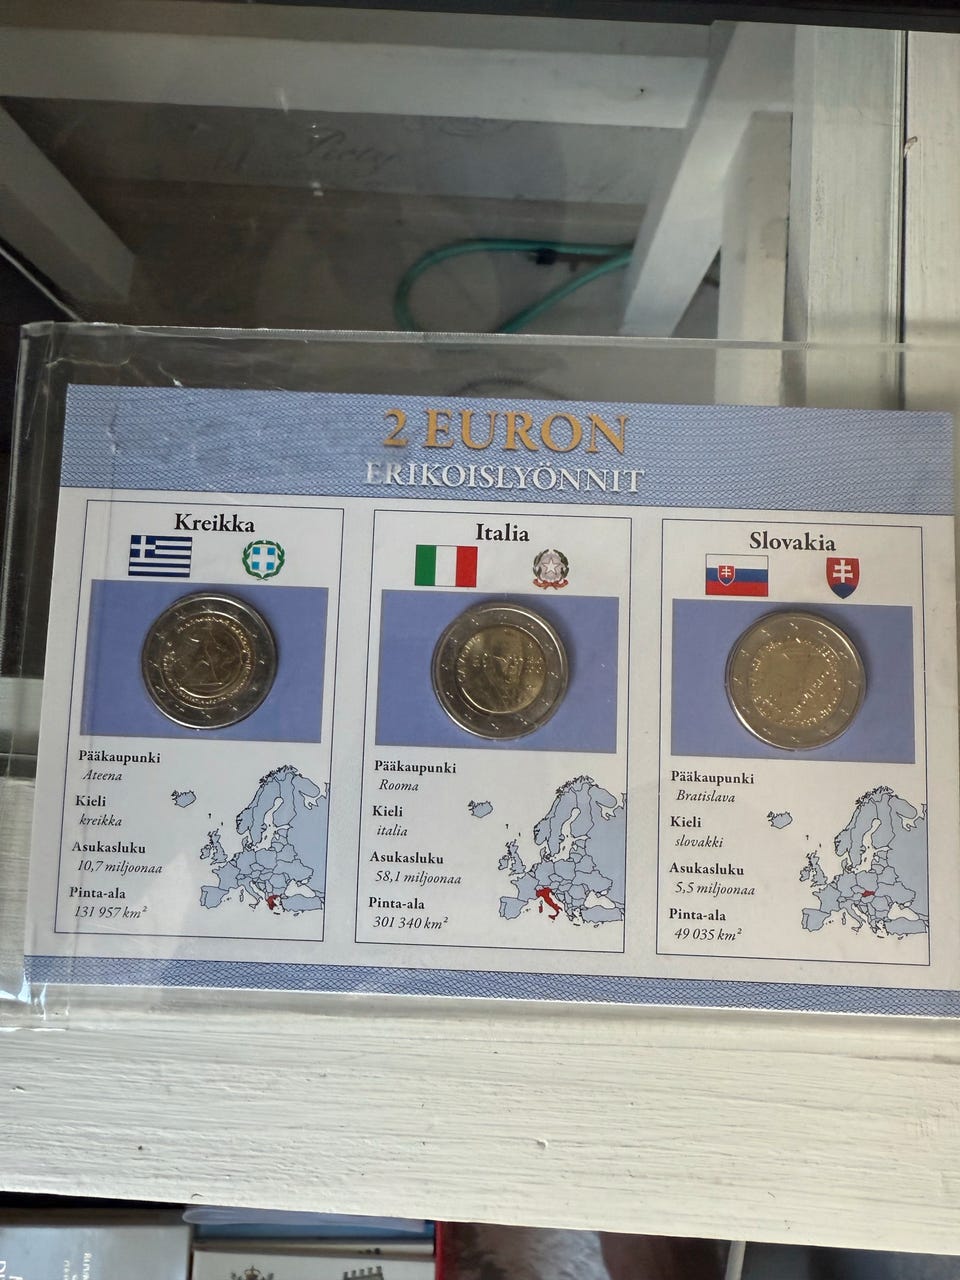 2 EURON
ERIKOISLYÖNNIT
Kreikka
Pääkaupunki
Ateena
Kieli
kreikka
Asukasluku
10,7 miljoonaa
Pinta-ala
131 957 km²
Italia
Pääkaupunki
Rooma
Kieli
italia
Asukasluku
58,1 miljoonaa
Pinta-ala
301 340 km²
Slovakia
Pääkaupunki
Bratislava
Kieli
slovakki
Asukasluku
5,5 miljoonaa
Pinta-ala
49 035 km²